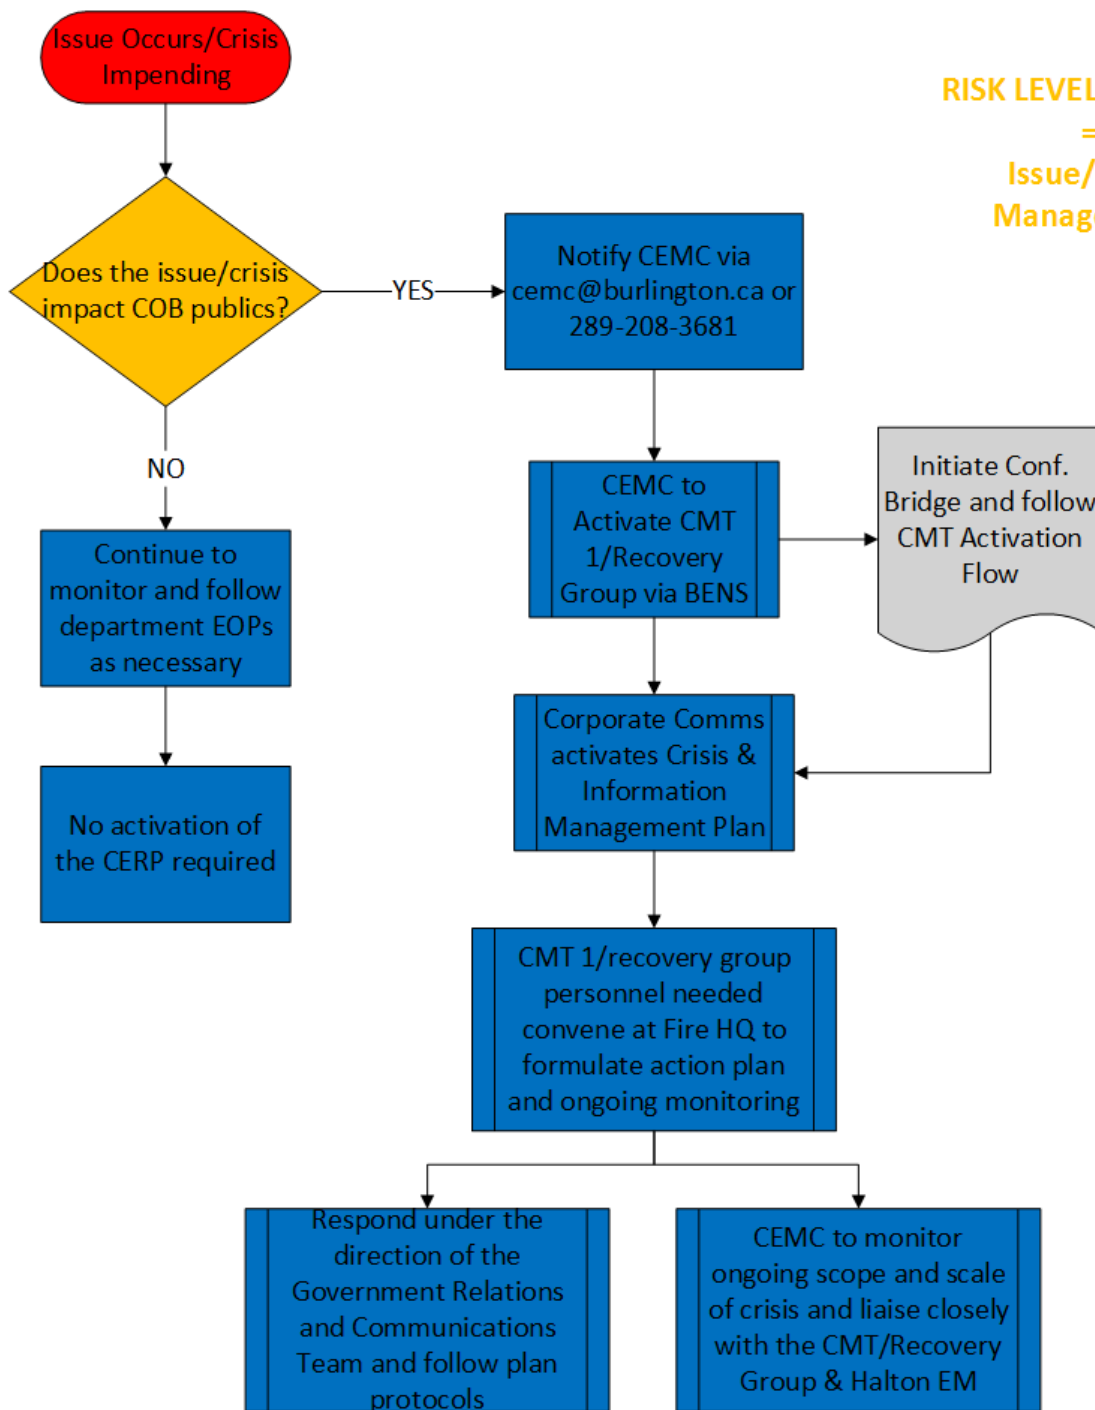 Issue Occurs/Crisis
Impending
RISK LEVEL
=
Issue/
Manage
Does the issue/crisis
impact COB publics?
YES
Notify CEMC via
cemc@burlington.ca or
289-208-3681
NO
CEMC to
Activate CMT
1/Recovery
Group via BENS
Initiate Conf.
Bridge and follow
CMT Activation
Flow
Continue to
monitor and follow
department EOPs
as necessary
Corporate Comms
activates Crisis &
Information
Management Plan
No activation of
the CERP required
CMT 1/recovery group
personnel needed
convene at Fire HQ to
formulate action plan
and ongoing monitoring
Respond under the
direction of the
Government Relations
and Communications
Team and follow plan
protocols
CEMC to monitor
ongoing scope and scale
of crisis and liaise closely
with the CMT/Recovery
Group & Halton EM